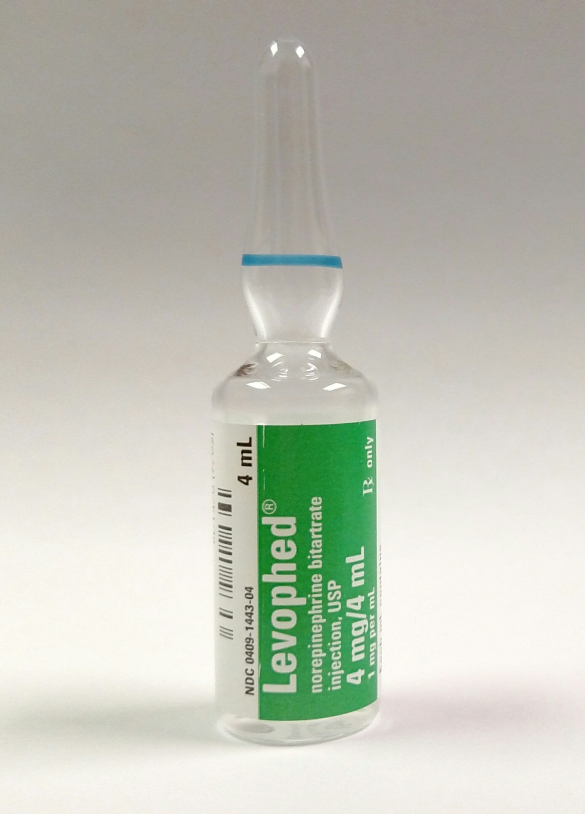 4 mL
NDC 0409-1443-04
Levophed®
norepinephrine bitartrate
injection, USP
4 mg/4 mL
1 mg per mL
℞ only